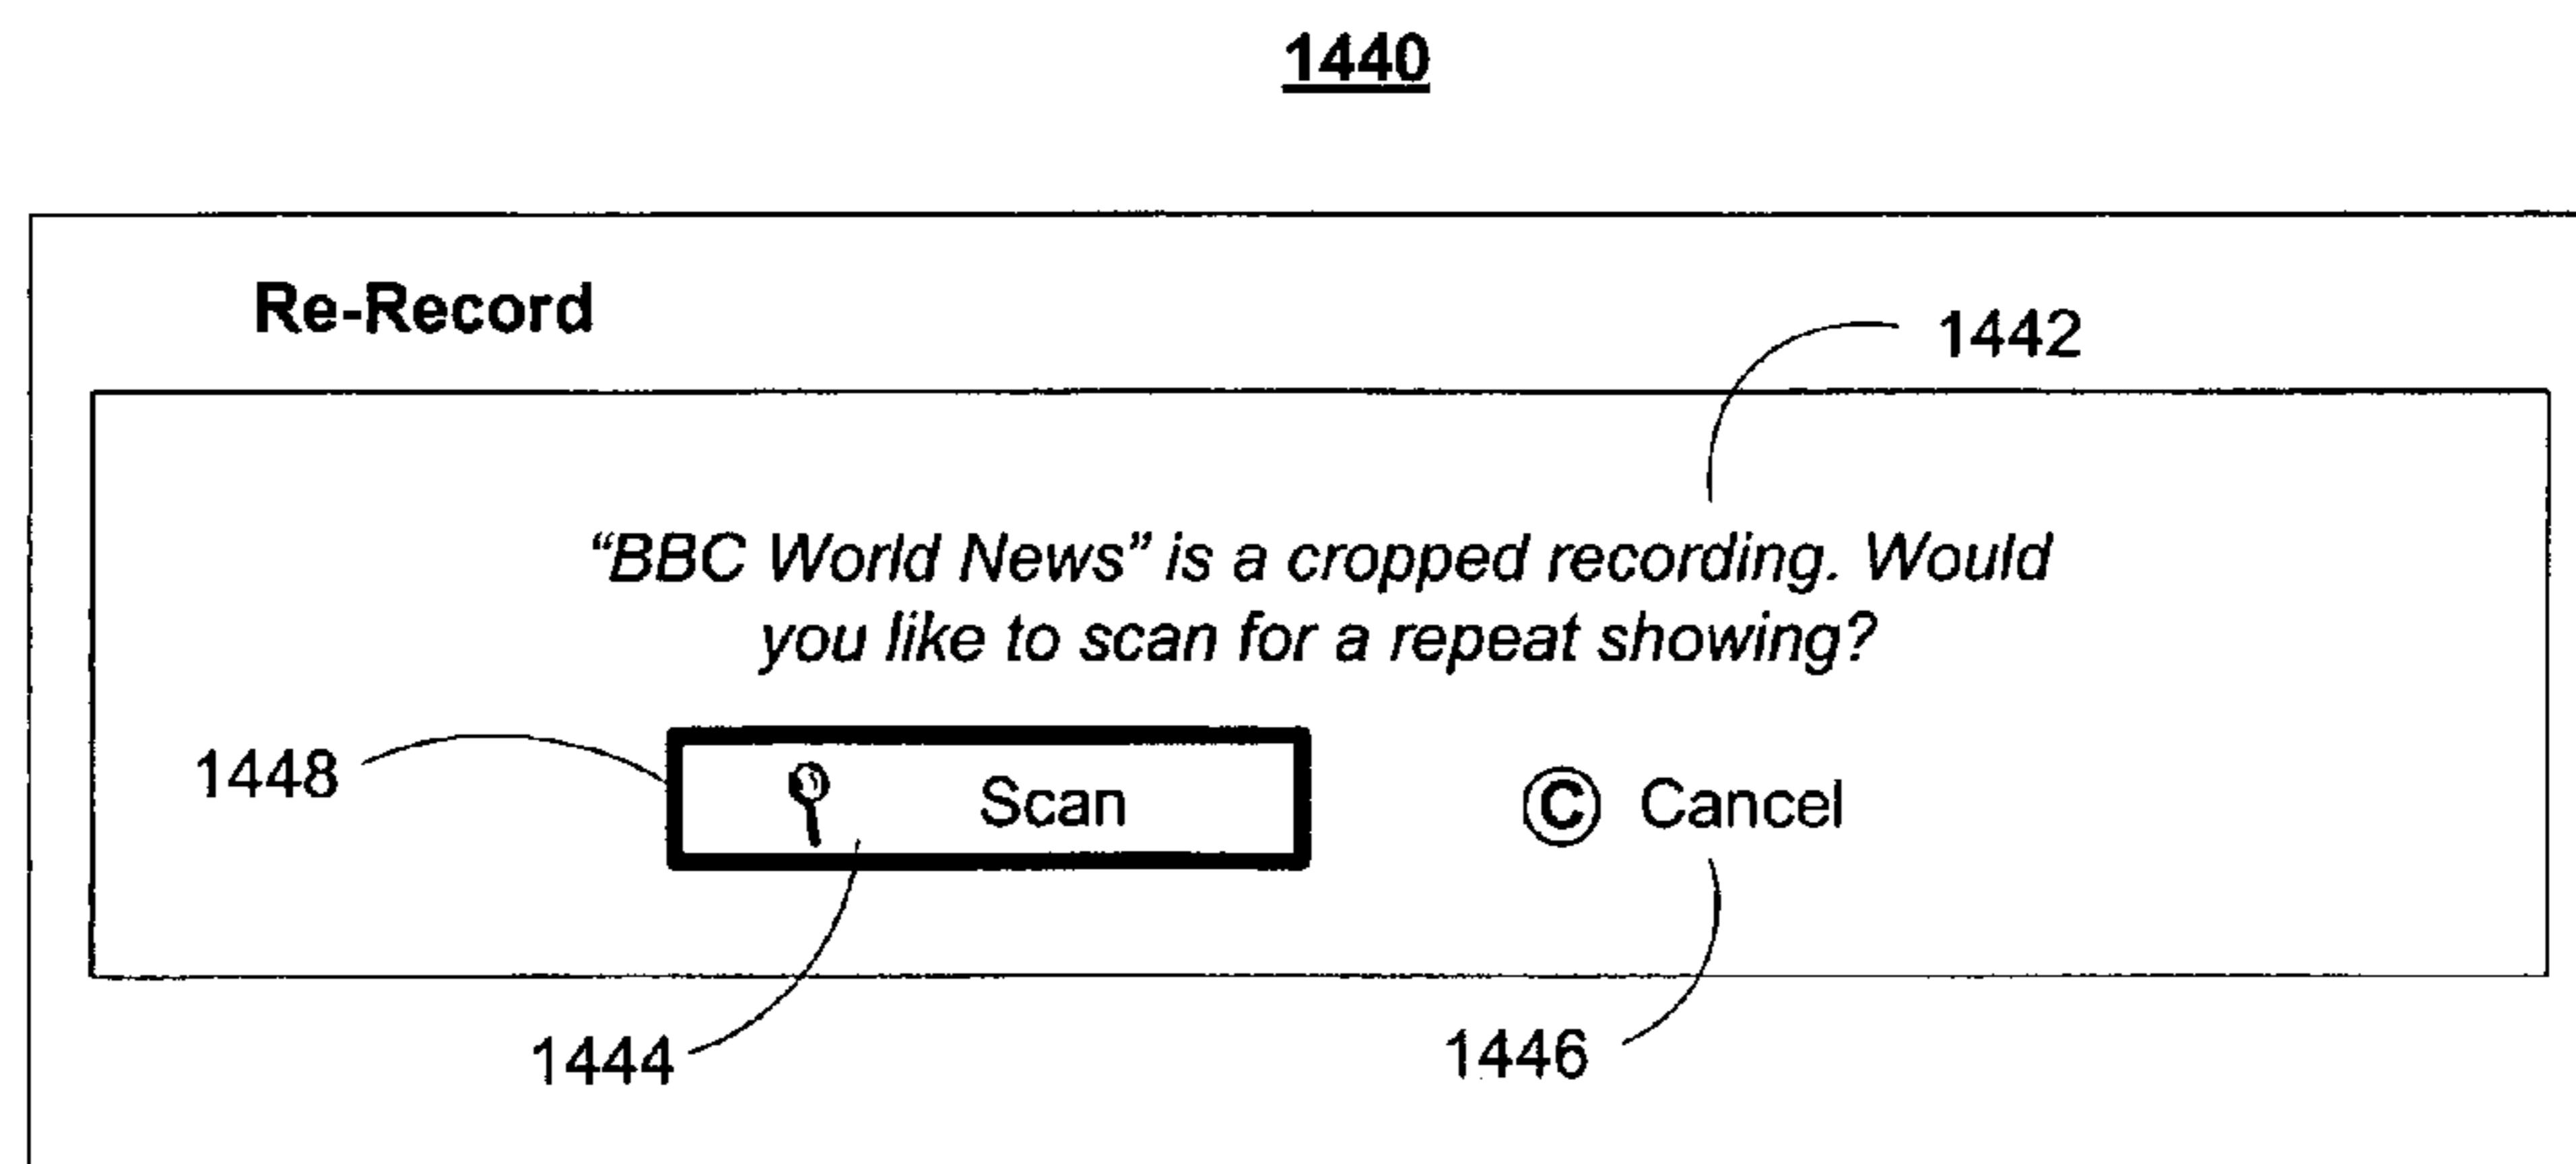 1440
Re-Record
1442
“BBC World News” is a cropped recording. Would
you like to scan for a repeat showing?
1448
Scan
© Cancel
1444
1446